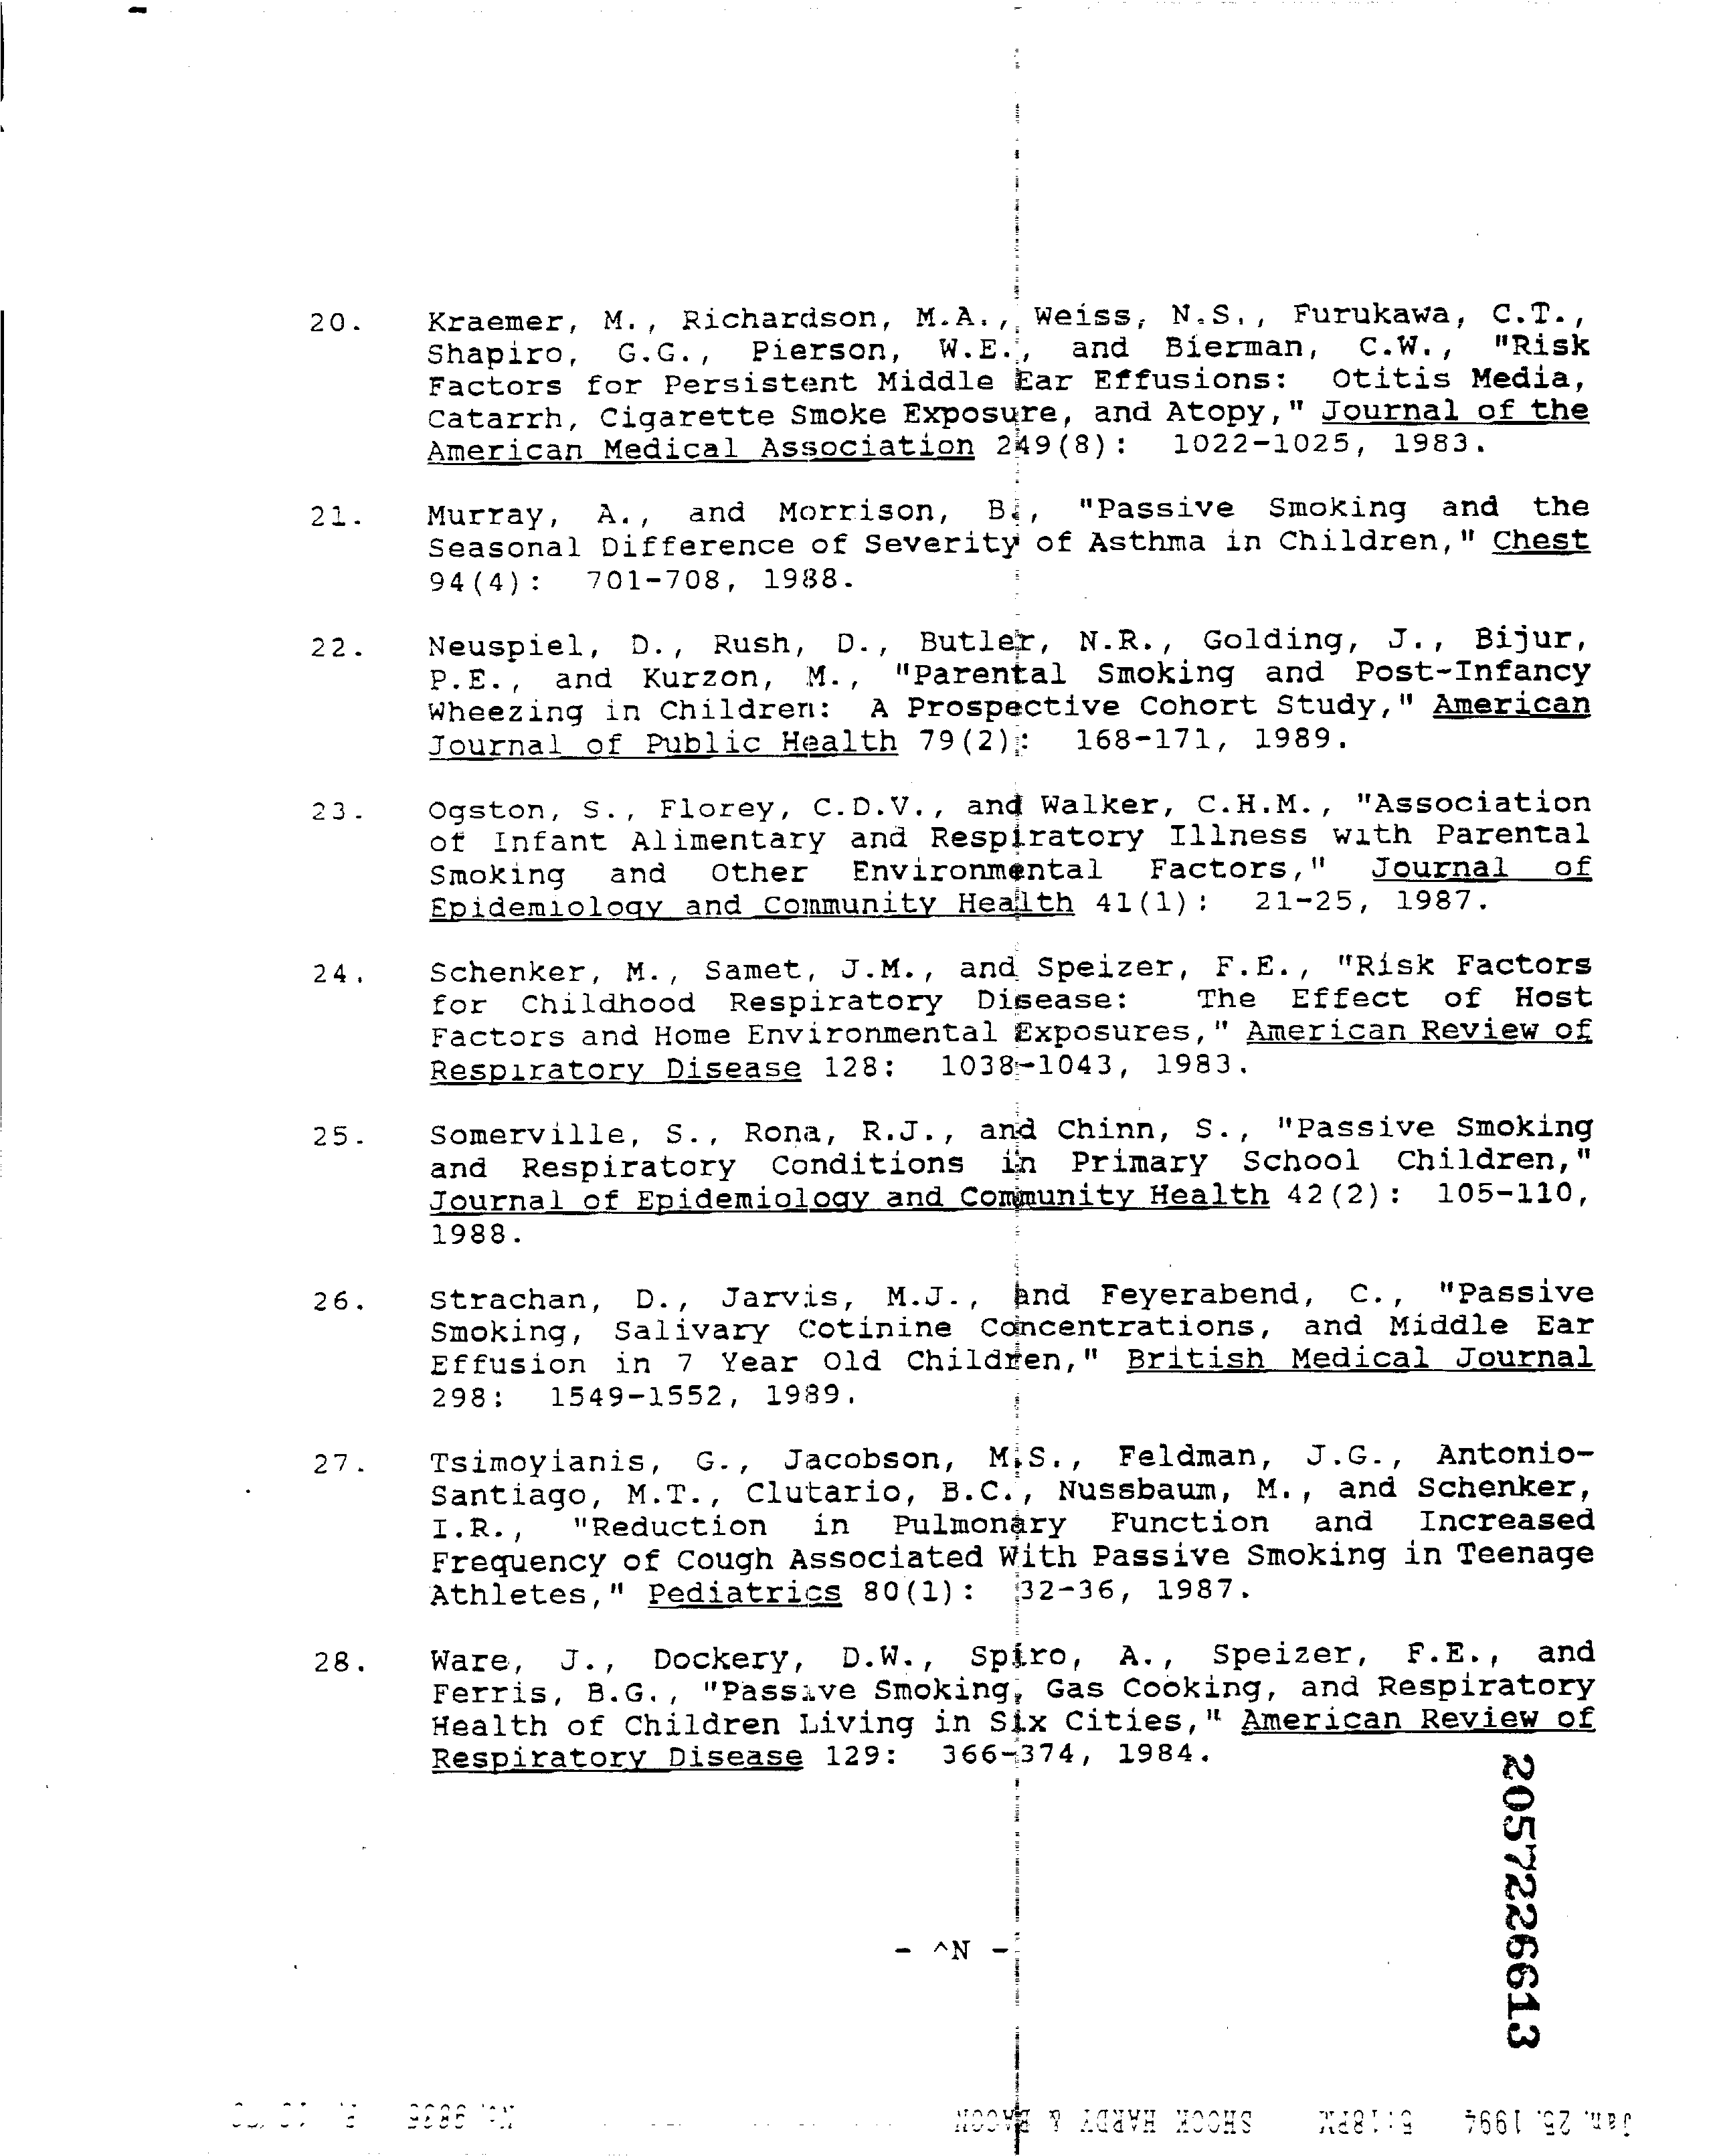 20. Kraemer, M., Richardson, M.A., Weiss, N.S., Furukawa, C.T.,
Shapiro, G.G., Pierson, W.E., and Bierman, C.W., "Risk
Factors for Persistent Middle Ear Effusions: Otitis Media,
Catarrh, Cigarette Smoke Exposure, and Atopy," Journal of the
American Medical Association 249(8): 1022-1025, 1983.
21. Murray, A., and Morrison, B., "Passive Smoking and the
Seasonal Difference of Severity of Asthma in Children," Chest
94(4): 701-708, 1988.
22. Neuspiel, D., Rush, D., Butler, N.R., Golding, J., Bijur,
P.E., and Kurzon, M., "Parental Smoking and Post-Infancy
Wheezing in Children: A Prospective Cohort Study," American
Journal of Public Health 79(2): 168-171, 1989.
23. Ogston, S., Florey, C.D.V., and Walker, C.H.M., "Association
of Infant Alimentary and Respiratory Illness with Parental
Smoking and Other Environmental Factors," Journal of
Epidemiology and Community Health 41(1): 21-25, 1987.
24. Schenker, M., Samet, J.M., and Speizer, F.E., "Risk Factors
for Childhood Respiratory Disease: The Effect of Host
Factors and Home Environmental Exposures," American Review of
Respiratory Disease 128: 1038-1043, 1983.
25. Somerville, S., Rona, R.J., and Chinn, S., "Passive Smoking
and Respiratory Conditions in Primary School Children,"
Journal of Epidemiology and Community Health 42(2): 105-110,
1988.
26. Strachan, D., Jarvis, M.J., and Feyerabend, C., "Passive
Smoking, Salivary Cotinine Concentrations, and Middle Ear
Effusion in 7 Year Old Children," British Medical Journal
298: 1549-1552, 1989.
27. Tsimoyianis, G., Jacobson, M.S., Feldman, J.G., Antonio-
Santiago, M.T., Clutario, B.C., Nussbaum, M., and Schenker,
I.R., "Reduction in Pulmonary Function and Increased
Frequency of Cough Associated With Passive Smoking in Teenage
Athletes," Pediatrics 80(1): 32-36, 1987.
28. Ware, J., Dockery, D.W., Spiro, A., Speizer, F.E., and
Ferris, B.G., "Passive Smoking, Gas Cooking, and Respiratory
Health of Children Living in Six Cities," American Review of
Respiratory Disease 129: 366-374, 1984.
2057226613
- ^N -
Jan. 25. 1994 5:18PM SHOOK HARDY & BACON